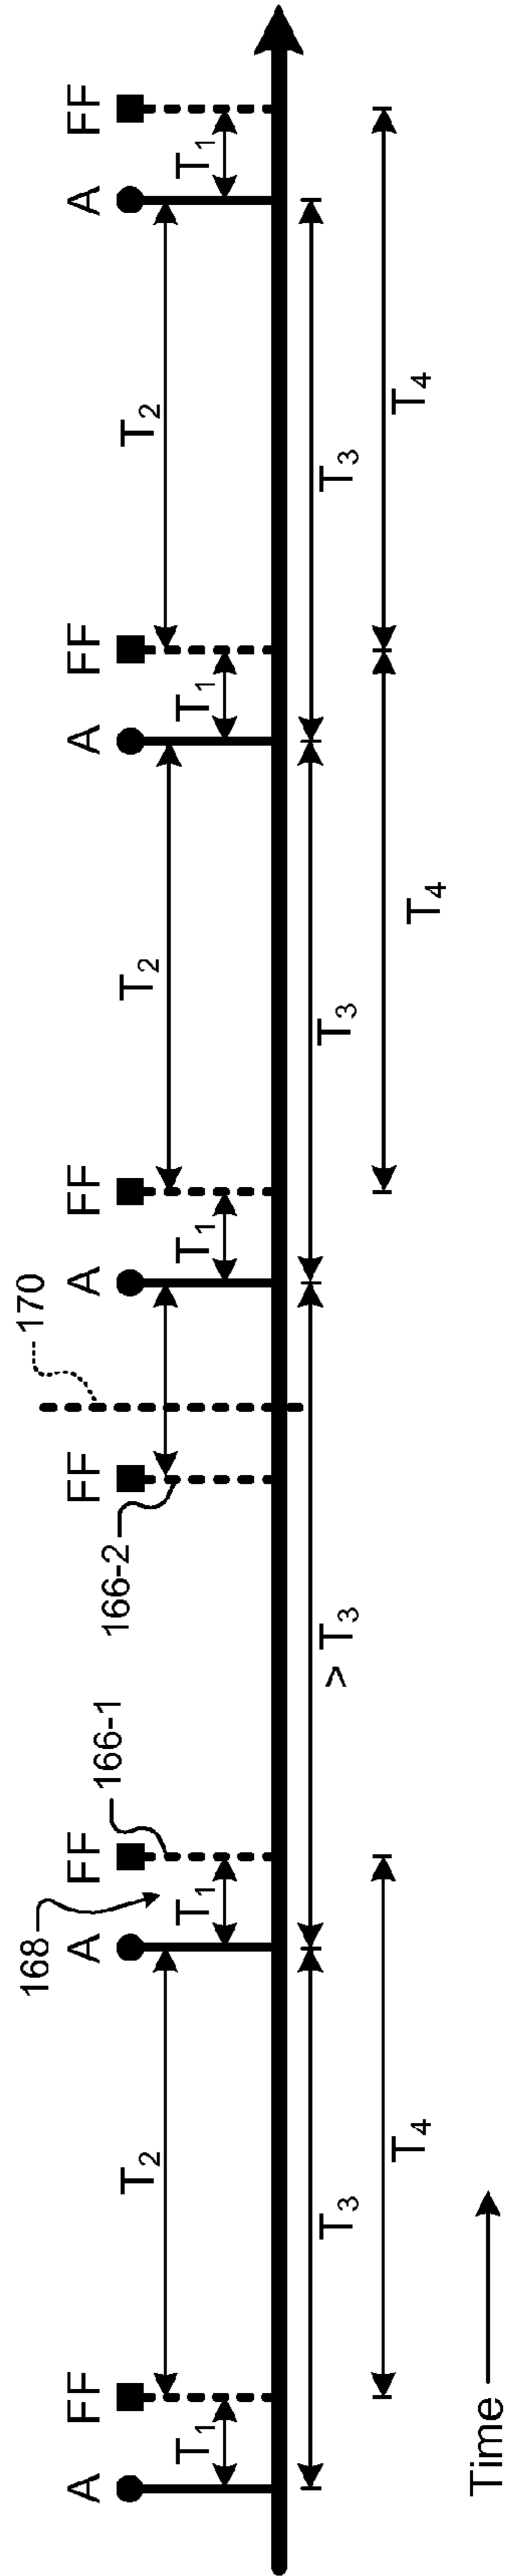 170
166-2
166-1
168
A FF A FF FF A FF A FF A FF
T2 T2 T2
T1 T1 T1 T1 T1
T3 > T3 T3 T3
T4 T4 T4
Time